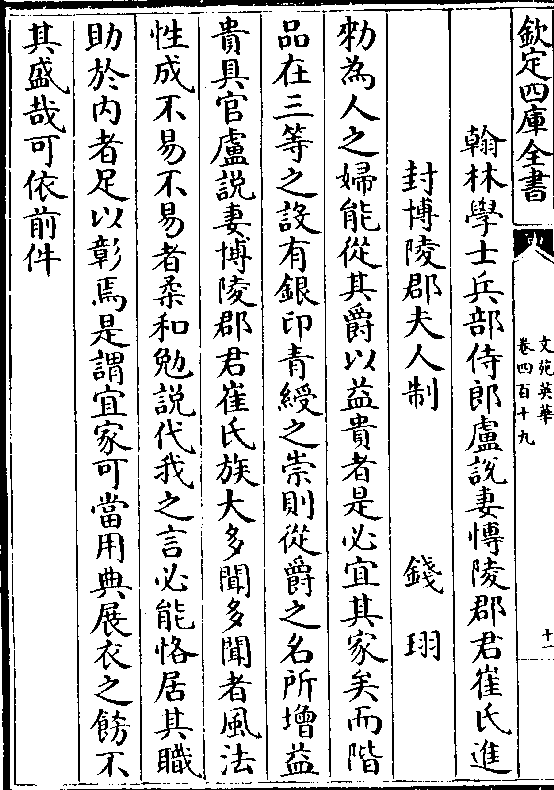 欽定四庫全書
文苑英華
卷四百十九
十一
翰林學士兵部侍郎盧説妻博陵郡君崔氏進
封博陵郡夫人制 錢珝
勑為人之婦能從其爵以益貴者是必宜其家矣而階
品在三等之設有銀印青綬之崇則從爵之名所增益
貴具官盧説妻博陵郡君崔氏族大多聞多聞者風法
性成不易不易者柔和勉説代我之言必能恪居其職
助於内者足以彰焉是謂宜家可當用典展衣之餙不
其盛哉可依前件